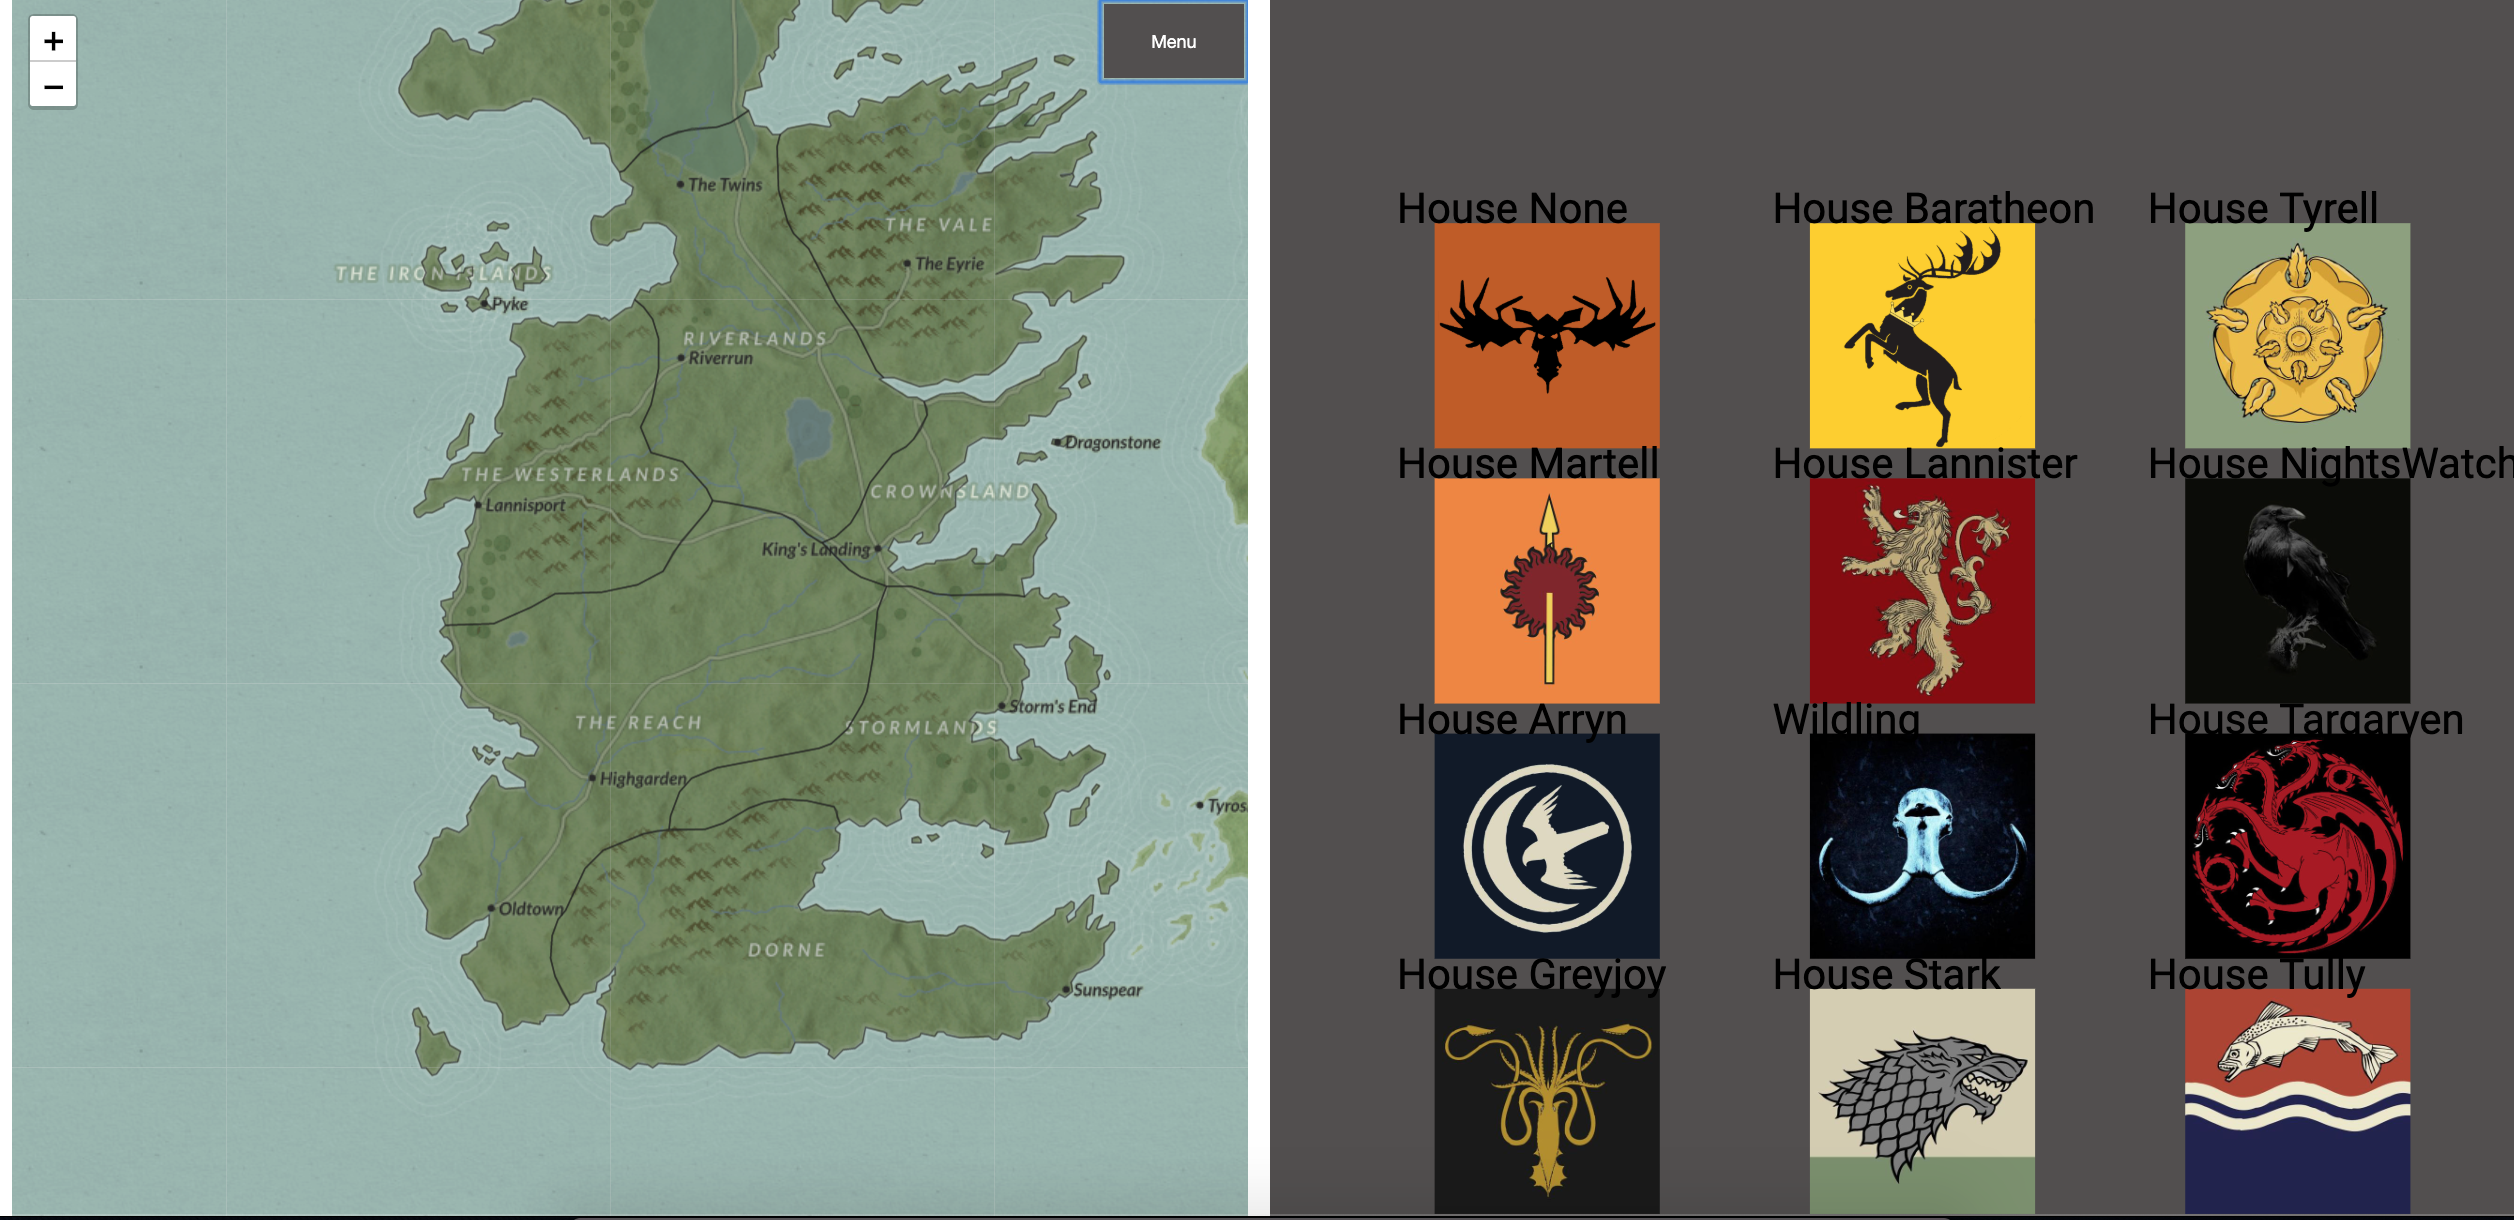 +
Menu
−
The Twins
THE VALE
The Eyrie
THE IRON ISLANDS
Pyke
RIVERLANDS
Riverrun
Dragonstone
THE WESTERLANDS
CROWNSLAND
Lannisport
King's Landing
Storm's End
THE REACH
STORMLANDS
Highgarden
Tyros
Oldtown
DORNE
Sunspear
House None
House Baratheon
House Tyrell
House Martell
House Lannister
House NightsWatch
House Arryn
Wildling
House Targaryen
House Greyjoy
House Stark
House Tully